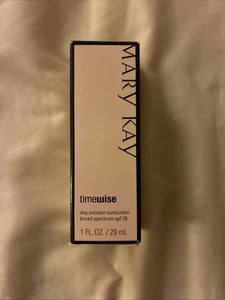 MARY KAY
timewise
day solution sunscreen
broad spectrum spf 35
1 FL. OZ. / 29 mL